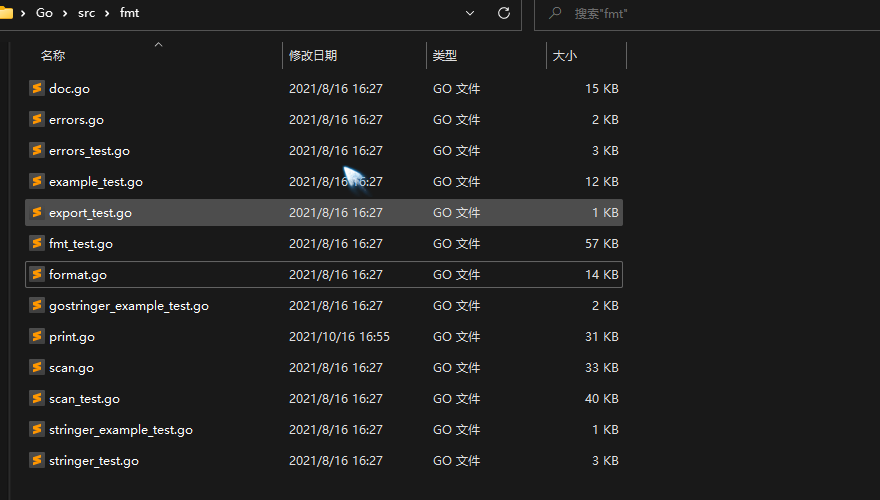 Go > src > fmt 搜索"fmt"
名称 修改日期 类型 大小
doc.go 2021/8/16 16:27 GO 文件 15 KB
errors.go 2021/8/16 16:27 GO 文件 2 KB
errors_test.go 2021/8/16 16:27 GO 文件 3 KB
example_test.go 2021/8/16 16:27 GO 文件 12 KB
export_test.go 2021/8/16 16:27 GO 文件 1 KB
fmt_test.go 2021/8/16 16:27 GO 文件 57 KB
format.go 2021/8/16 16:27 GO 文件 14 KB
gostringer_example_test.go 2021/8/16 16:27 GO 文件 2 KB
print.go 2021/10/16 16:55 GO 文件 31 KB
scan.go 2021/8/16 16:27 GO 文件 33 KB
scan_test.go 2021/8/16 16:27 GO 文件 40 KB
stringer_example_test.go 2021/8/16 16:27 GO 文件 1 KB
stringer_test.go 2021/8/16 16:27 GO 文件 3 KB